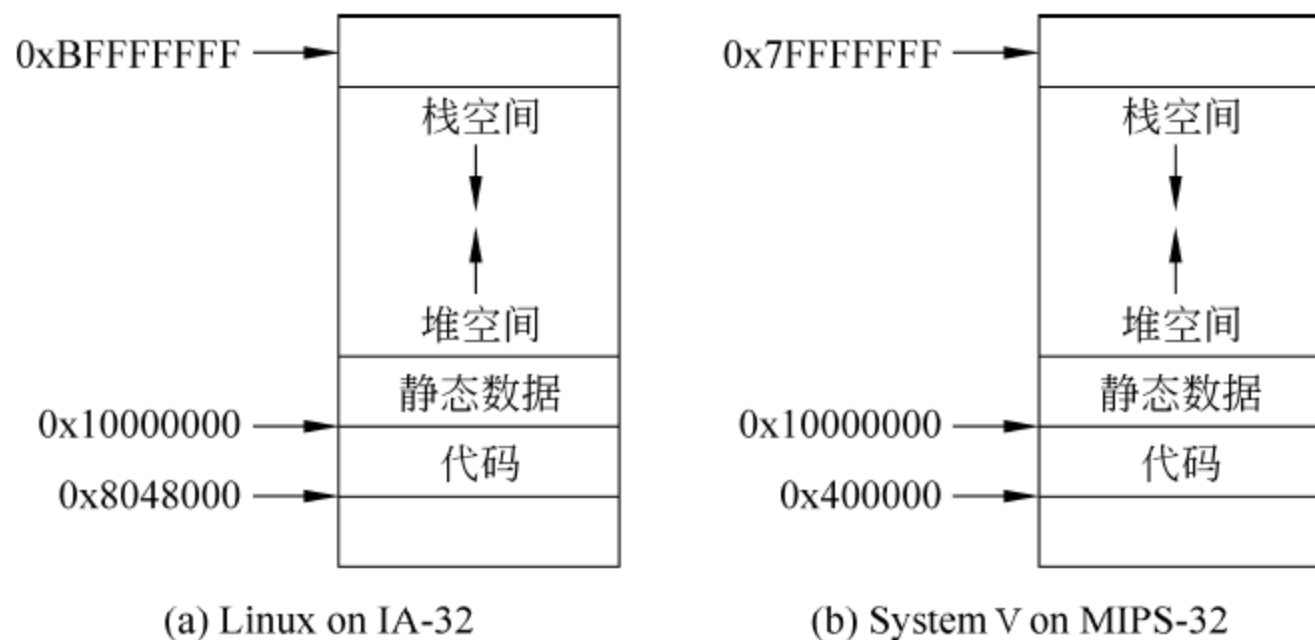 0xBFFFFFFF
栈空间
堆空间
静态数据
0x10000000
代码
0x8048000
(a) Linux on IA-32
0x7FFFFFFF
栈空间
堆空间
静态数据
0x10000000
代码
0x400000
(b) System V on MIPS-32